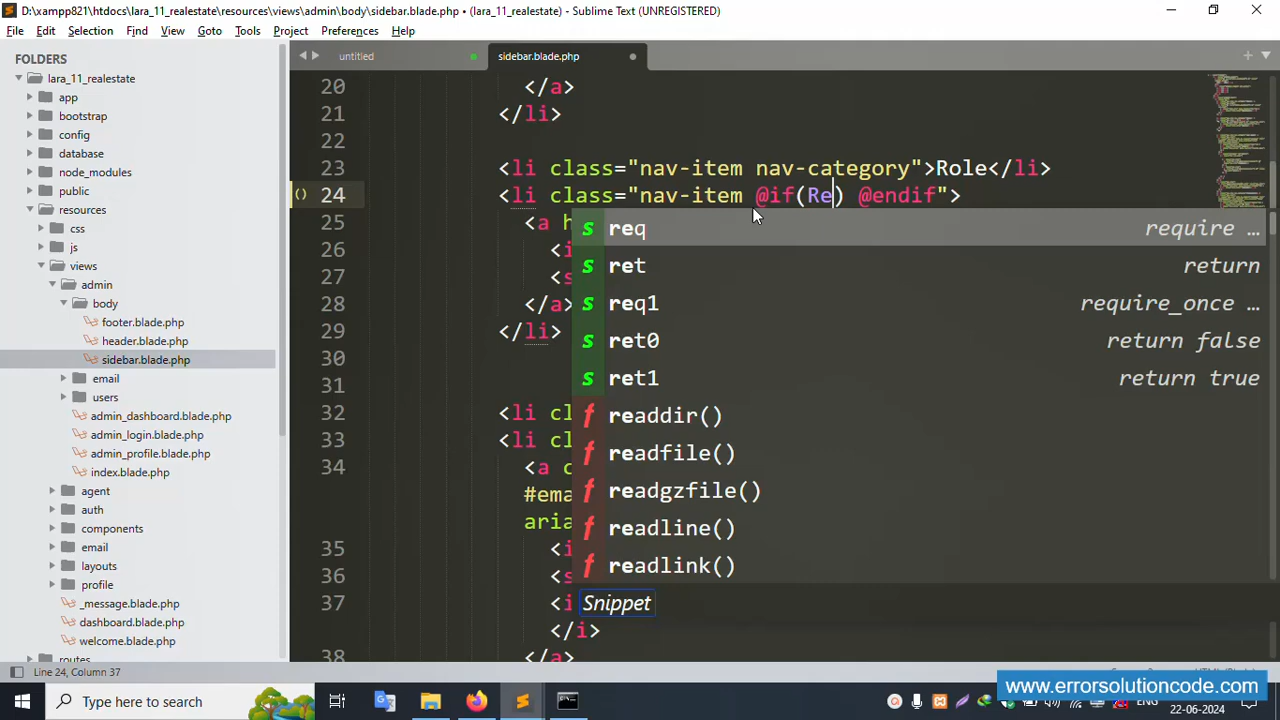 D:\xampp821\htdocs\lara_11_realestate\resources\views\admin\body\sidebar.blade.php • (lara_11_realestate) - Sublime Text (UNREGISTERED)
File Edit Selection Find View Goto Tools Project Preferences Help
FOLDERS
lara_11_realestate
app
bootstrap
config
database
node_modules
public
resources
css
js
views
admin
body
footer.blade.php
header.blade.php
sidebar.blade.php
email
users
admin_dashboard.blade.php
admin_login.blade.php
admin_profile.blade.php
index.blade.php
agent
auth
components
email
layouts
profile
_message.blade.php
dashboard.blade.php
welcome.blade.php
routes
untitled
sidebar.blade.php
20 </a>
21 </li>
22
23 <li class="nav-item nav-category">Role</li>
24 <li class="nav-item @if(Re) @endif">
25 <a h
26 <i
27 <s
28 </a>
29 </li>
30
31
32 <li cl
33 <li cl
34 <a c
#ema
aria
35 <i
36 <s
37 <i
</i>
38 </a>
req require …
ret return
req1 require_once …
ret0 return false
ret1 return true
readdir()
readfile()
readgzfile()
readline()
readlink()
Snippet
Line 24, Column 37
www.errorsolutioncode.com
Type here to search
22-06-2024